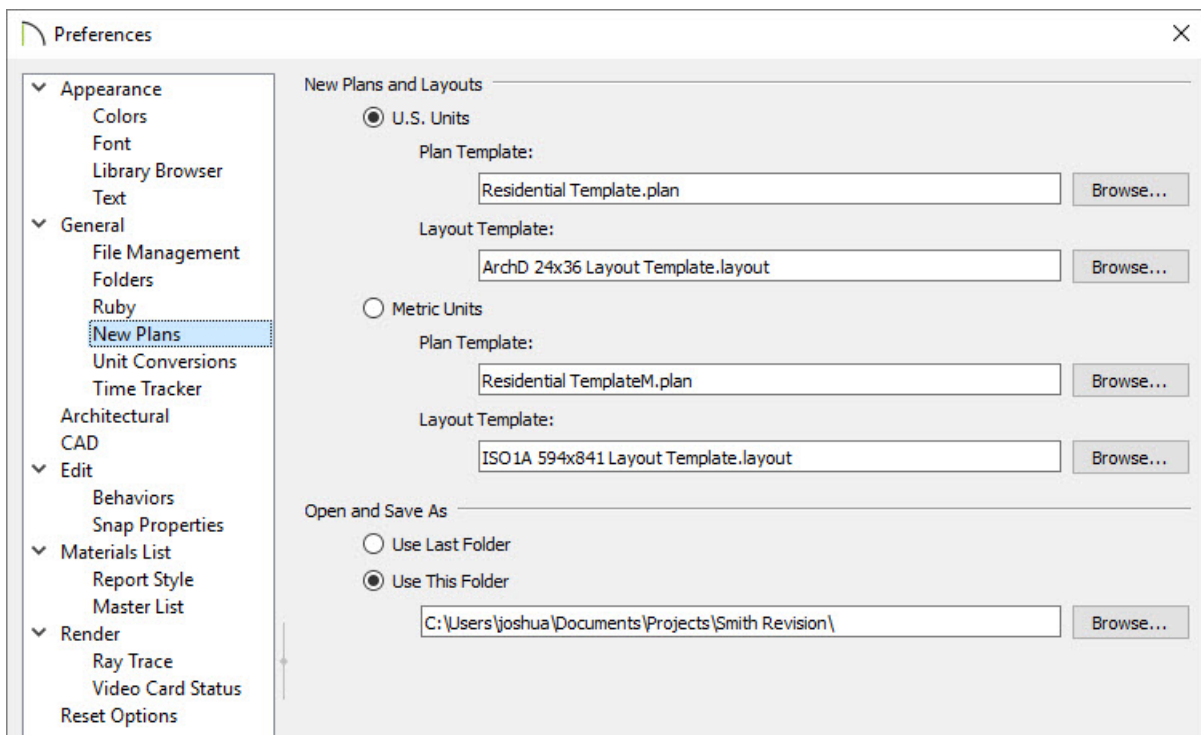 Preferences
Appearance
Colors
Font
Library Browser
Text
General
File Management
Folders
Ruby
New Plans
Unit Conversions
Time Tracker
Architectural
CAD
Edit
Behaviors
Snap Properties
Materials List
Report Style
Master List
Render
Ray Trace
Video Card Status
Reset Options
New Plans and Layouts
U.S. Units
Plan Template:
Residential Template.plan Browse...
Layout Template:
ArchD 24x36 Layout Template.layout Browse...
Metric Units
Plan Template:
Residential TemplateM.plan Browse...
Layout Template:
ISO1A 594x841 Layout Template.layout Browse...
Open and Save As
Use Last Folder
Use This Folder
C:\Users\joshua\Documents\Projects\Smith Revision\ Browse...